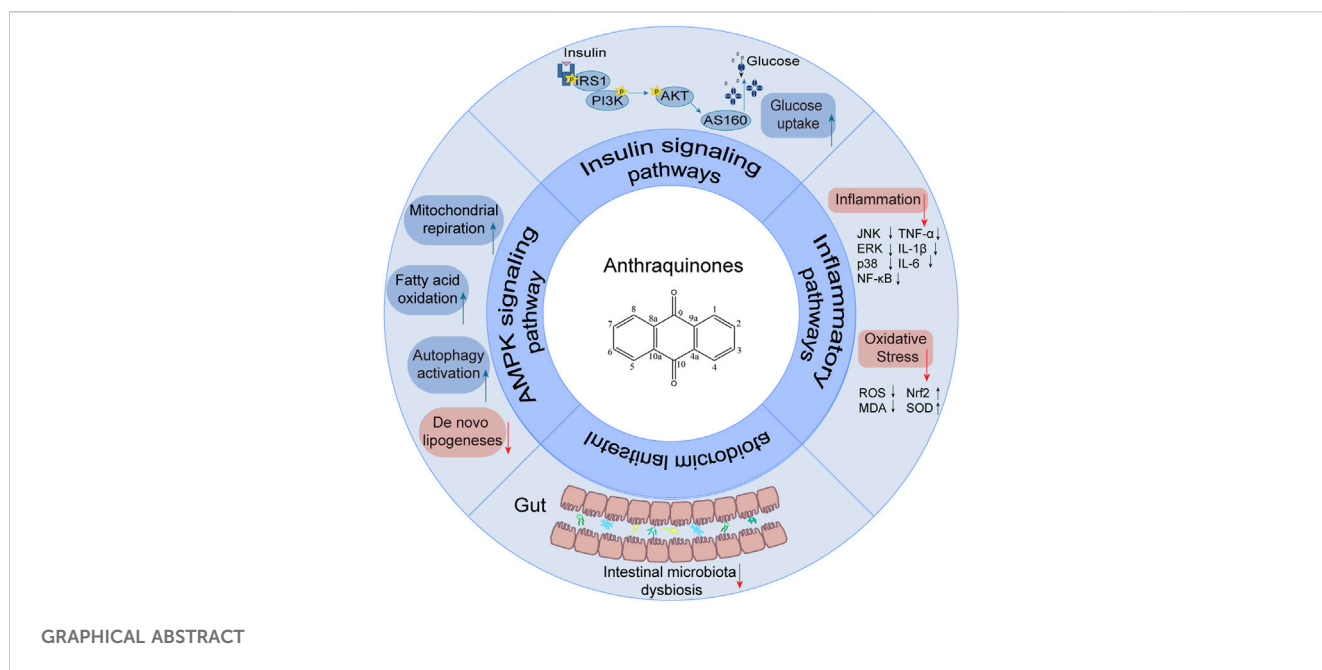 Insulin
P
IRS1
PI3K
P
P
AKT
AS160
Glucose
Glucose
uptake
Insulin signaling
pathways
Mitochondrial
repiration
Fatty acid
oxidation
Autophagy
activation
De novo
lipogeneses
AMPK signaling
pathway
Anthraquinones
O
8 9 1
8a 9a
7 2
6 3
10a 4a
5 10 4
O
Inflammatory
pathways
Inflammation
JNK ↓ TNF-α ↓
ERK ↓ IL-1β ↓
p38 ↓ IL-6 ↓
NF-κB ↓
Oxidative
Stress
ROS ↓ Nrf2 ↑
MDA ↓ SOD ↑
Intestinal microbiota
Gut
Intestinal microbiota
dysbiosis
GRAPHICAL ABSTRACT